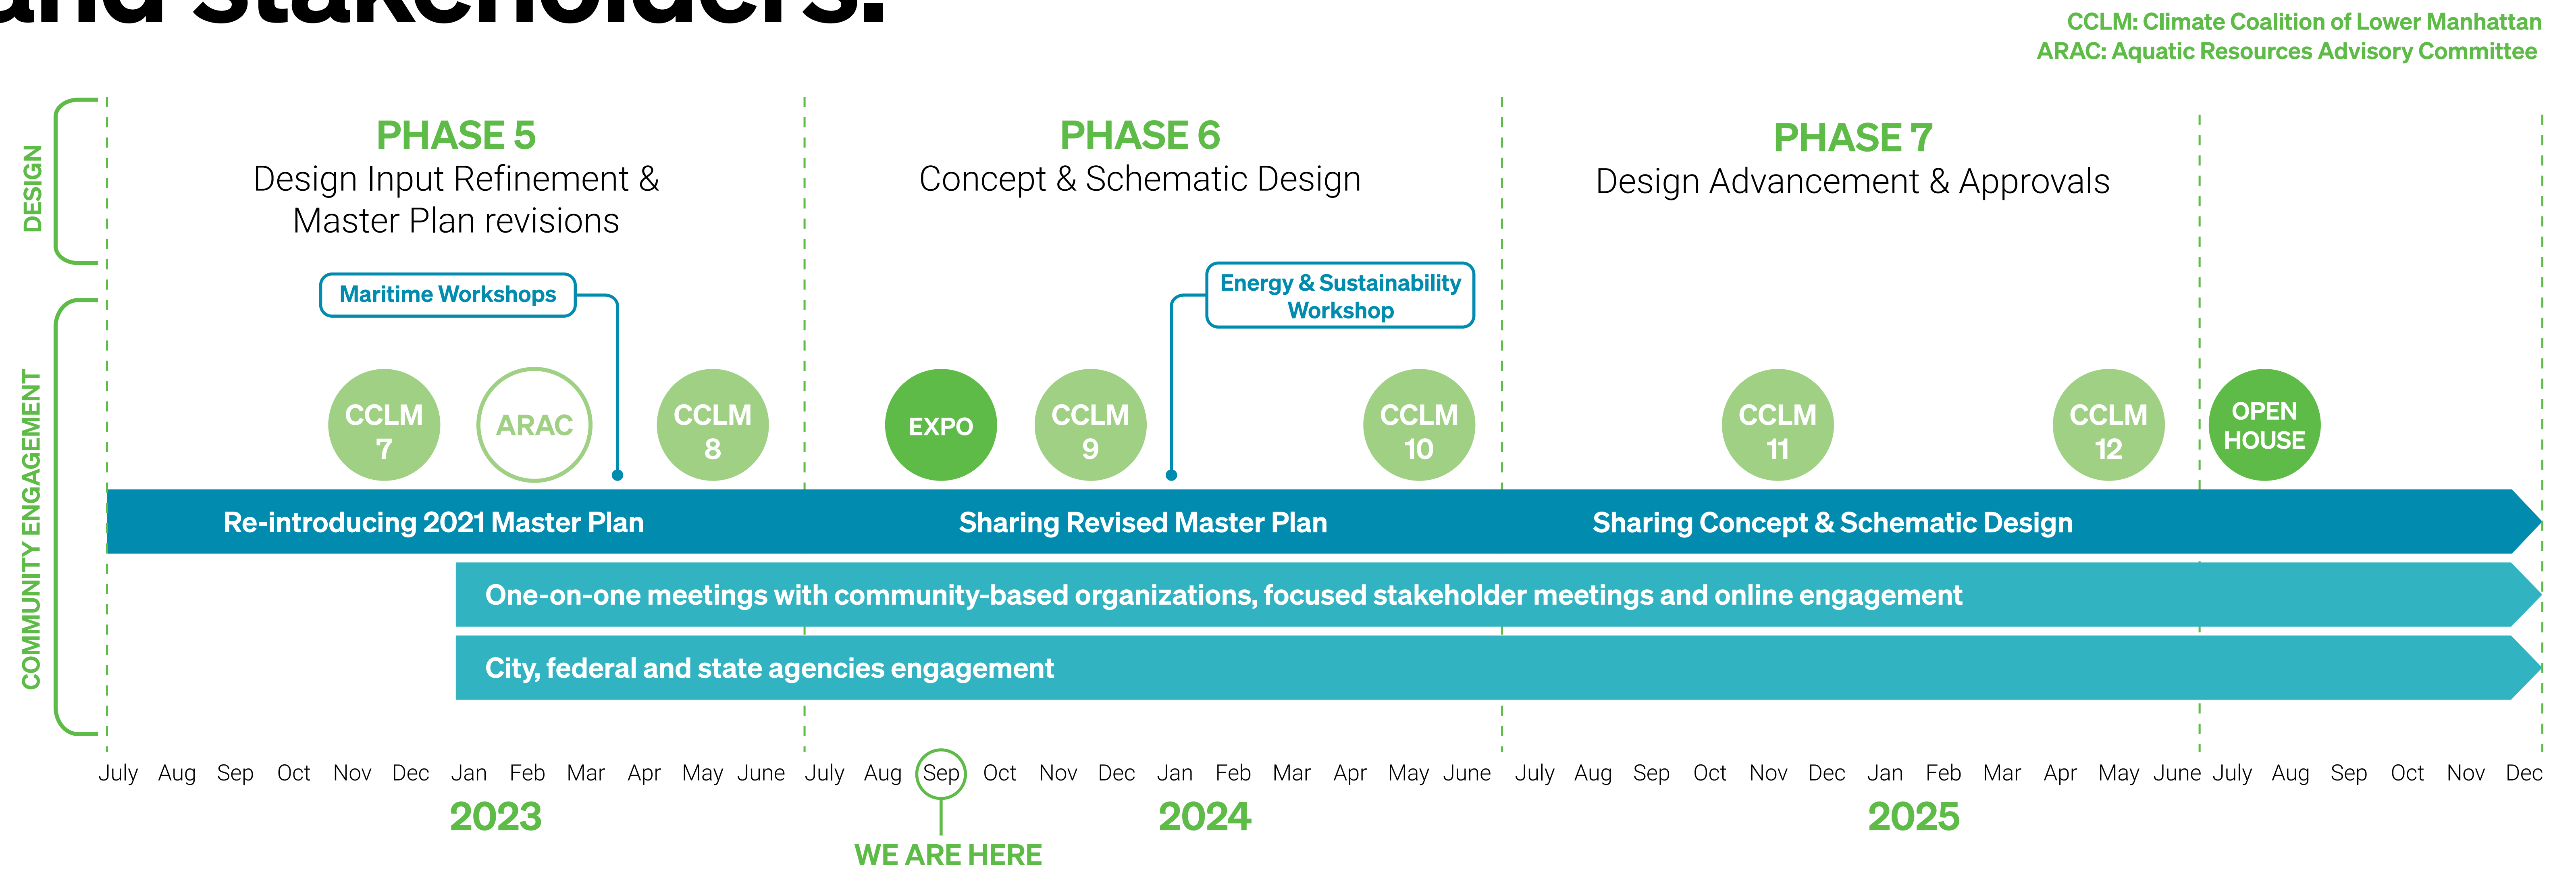 and stakeholders.
CCLM: Climate Coalition of Lower Manhattan
ARAC: Aquatic Resources Advisory Committee
DESIGN
PHASE 5
Design Input Refinement &
Master Plan revisions
PHASE 6
Concept & Schematic Design
PHASE 7
Design Advancement & Approvals
COMMUNITY ENGAGEMENT
Maritime Workshops
Energy & Sustainability
Workshop
CCLM
7
ARAC
CCLM
8
EXPO
CCLM
9
CCLM
10
CCLM
11
CCLM
12
OPEN
HOUSE
Re-introducing 2021 Master Plan
Sharing Revised Master Plan
Sharing Concept & Schematic Design
One-on-one meetings with community-based organizations, focused stakeholder meetings and online engagement
City, federal and state agencies engagement
July Aug Sep Oct Nov Dec Jan Feb Mar Apr May June July Aug Sep Oct Nov Dec Jan Feb Mar Apr May June July Aug Sep Oct Nov Dec Jan Feb Mar Apr May June July Aug Sep Oct Nov Dec
2023
2024
2025
WE ARE HERE